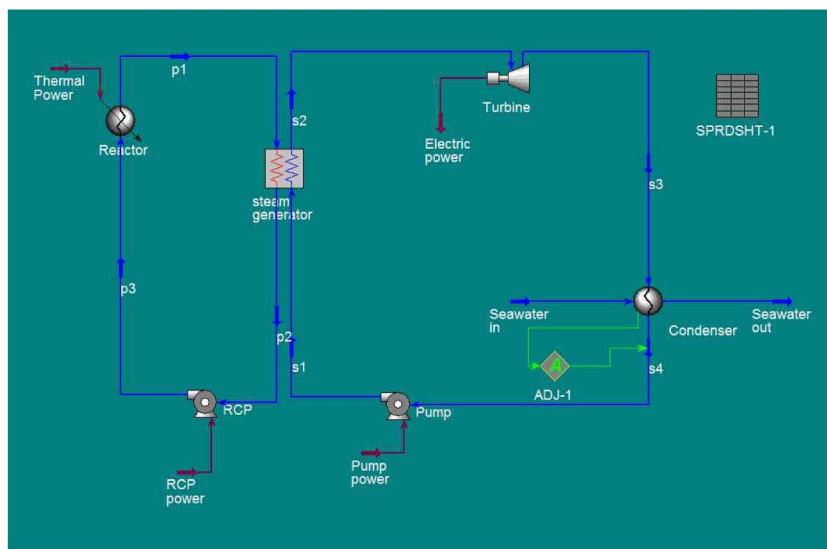 p1
Thermal
Power
Reactor
s2
Turbine
SPRDSHT-1
Electric
power
steam
generator
s3
p3
Seawater
in
Condenser
Seawater
out
p2
s1
A
s4
ADJ-1
RCP
Pump
RCP
power
Pump
power